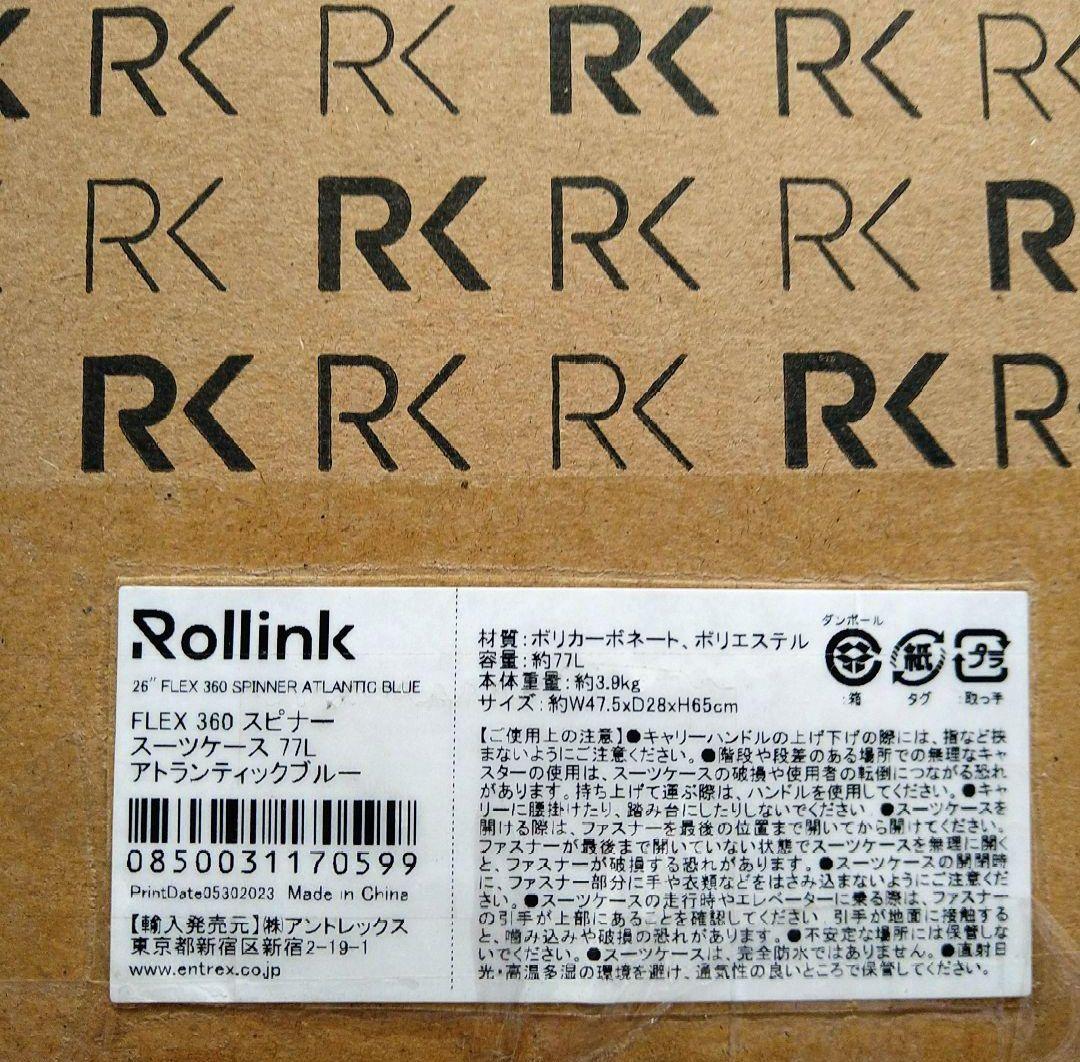 RK RK RK RK RK
RK RK RK RK R
RK RK RK RK R
Rollink
26" FLEX 360 SPINNER ATLANTIC BLUE
FLEX 360 スピナー
スーツケース 77L
アトランティックブルー
0850031170599
PrintDate05302023 Made in China
【輸入発売元】㈱アントレックス
東京都新宿区新宿2-19-1
www.entrex.co.jp
材質:ポリカーボネート、ポリエステル
容量:約77L
本体重量:約3.9kg
サイズ:約W47.5xD28xH65cm
ダンボール
紙
プラ
:箱
タグ
:取っ手
【ご使用上の注意】●キャリーハンドルの上げ下げの際には、指など挟
まないようにご注意ください。●階段や段差のある場所での無理なキャ
スターの使用は、スーツケースの破損や使用者の転倒につながる恐れ
があります。持ち上げて運ぶ際は、ハンドルを使用してください。●キャ
リーに腰掛けたり、踏み台にしたりしないでください。●スーツケースを
開ける際は、ファスナーを最後の位置まで開いてから開けてください。
ファスナーが最後まで開いていない状態でスーツケースを無理に開く
と、ファスナーが破損する恐れがあります。●スーツケースの開閉時
に、ファスナー部分に手や衣類などをはさみ込まないようにご注意くだ
さい。●スーツケースの走行時やエレベーターに乗る際は、ファスナー
の引手が上部にあることを確認してください。引手が地面に接触する
と、噛み込みや破損の恐れがあります。●不安定な場所には保管しな
いでください。●スーツケースは、完全防水ではありません。●直射日
光・高温多湿の環境を避け、通気性の良いところで保管してください。